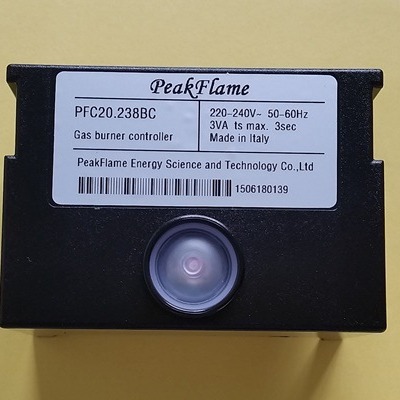 PeakFlame
PFC20.238BC
Gas burner controller
220-240V~ 50-60Hz
3VA ts max. 3sec
Made in Italy
PeakFlame Energy Science and Technology Co.,Ltd
1506180139